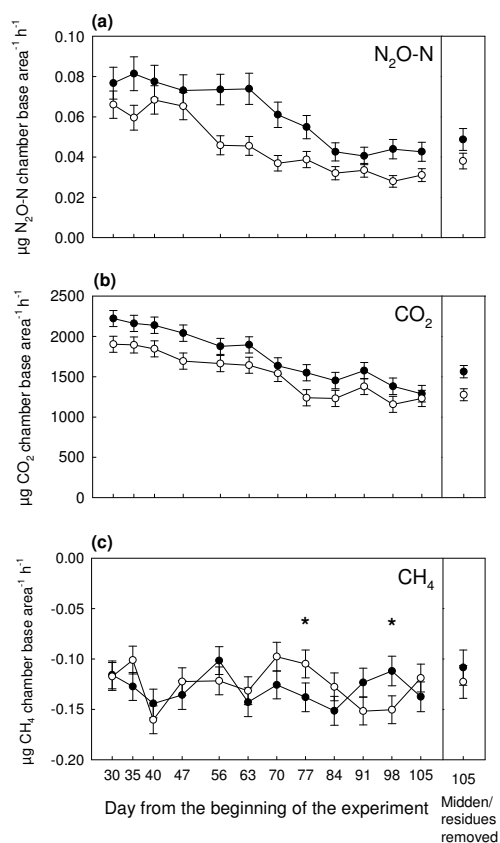 (a)
N₂O-N
µg N₂O-N chamber base area⁻¹ h⁻¹
0.10
0.08
0.06
0.04
0.02
0.00
(b)
CO₂
µg CO₂ chamber base area⁻¹ h⁻¹
2500
2000
1500
1000
500
0
(c)
CH₄
µg CH₄ chamber base area⁻¹ h⁻¹
0.00
-0.05
-0.10
-0.15
-0.20
* *
30 35 40 47 56 63 70 77 84 91 98 105 105
Day from the beginning of the experiment
Midden/
residues
removed